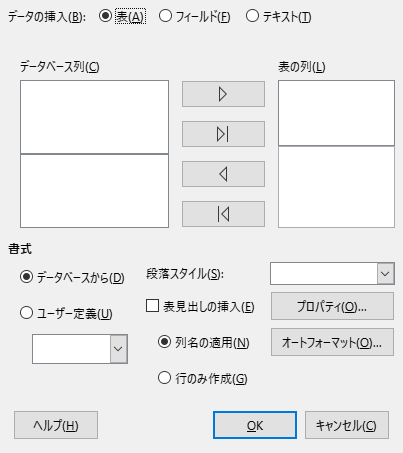 データの挿入(B): 表(A) フィールド(F) テキスト(T)
データベース列(C) 表の列(L)
書式
データベースから(D) 段落スタイル(S):
ユーザー定義(U) 表見出しの挿入(E) プロパティ(O)...
列名の適用(N) オートフォーマット(O)...
行のみ作成(G)
ヘルプ(H) OK キャンセル(C)